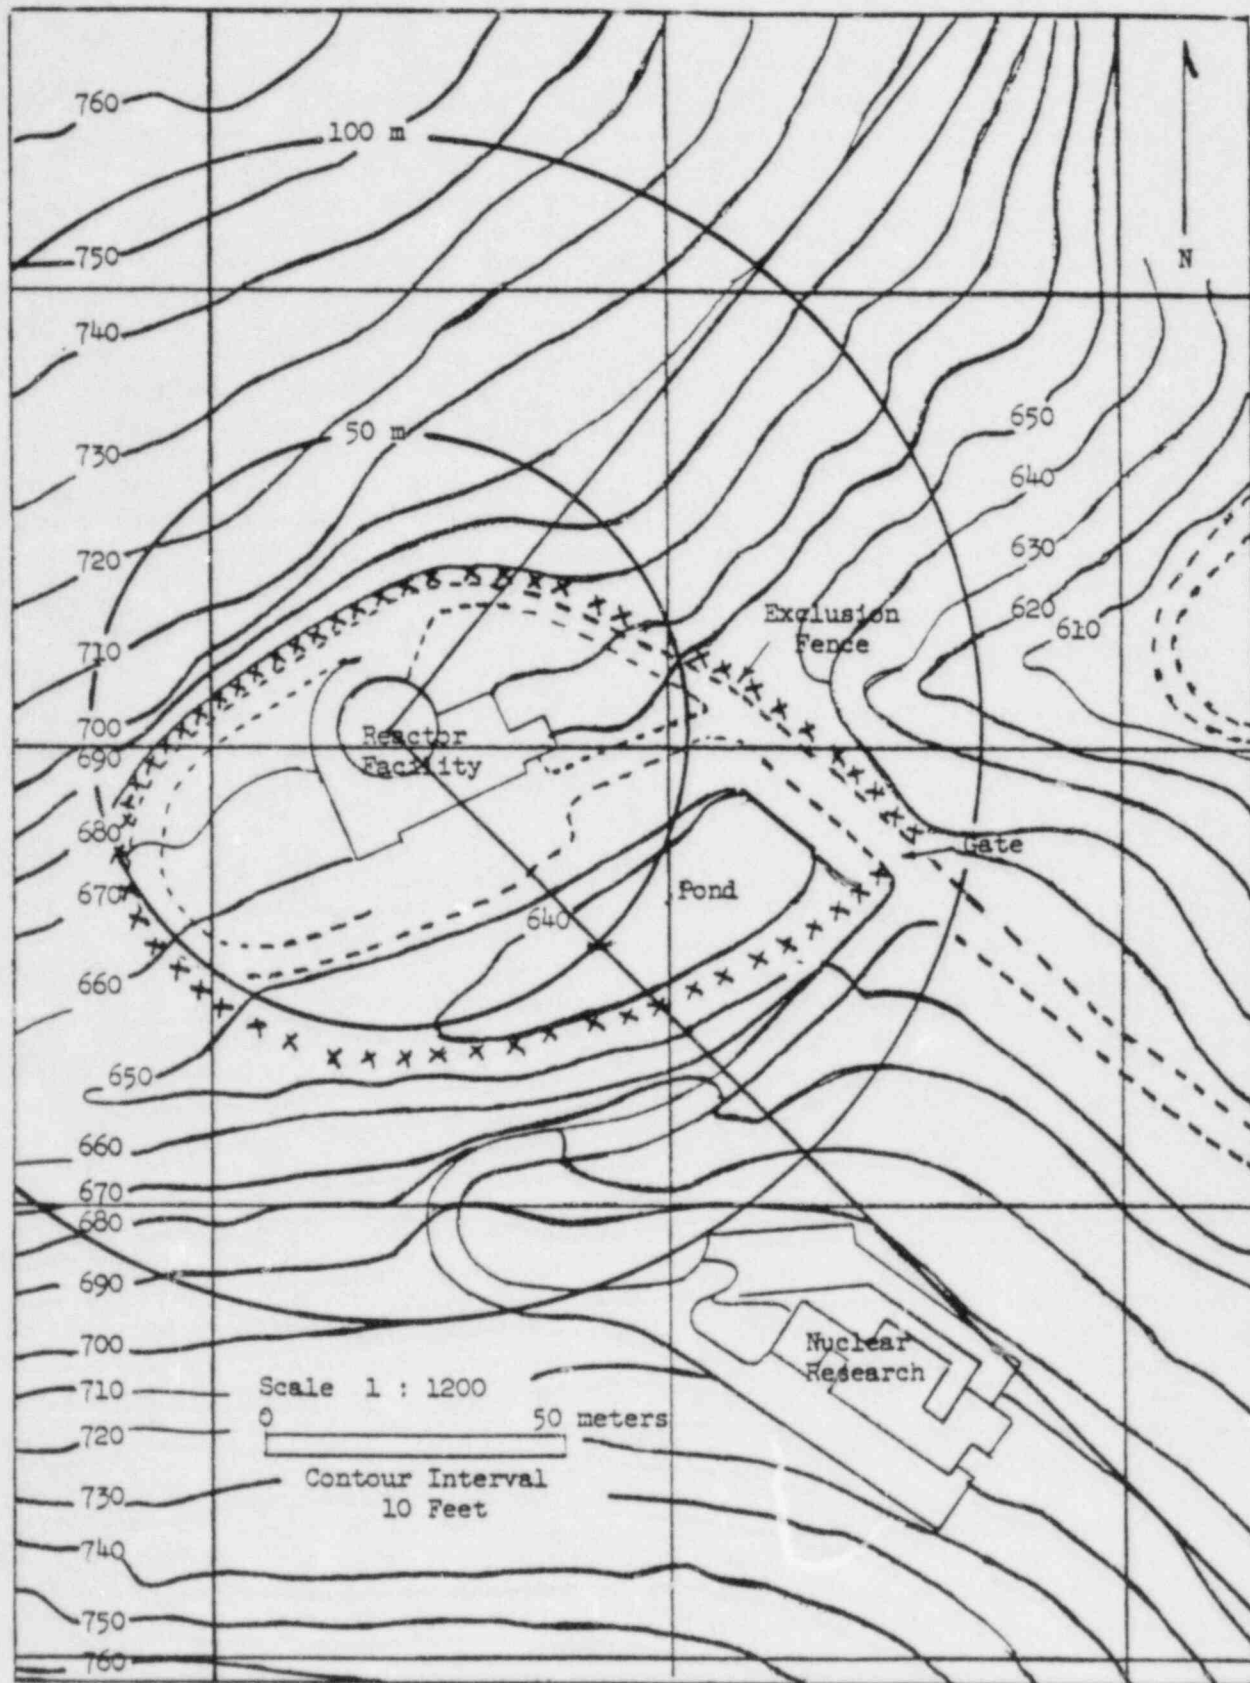 760
100 m
750
N
740
650
50 m
730
640
720
630
620
610
Exclusion
Fence
710
700
Reactor
690
Facility
680
Gate
670
Pond
640
660
650
660
670
680
690
700
Nuclear
Research
710
Scale 1 : 1200
0 50 meters
720
Contour Interval
10 Feet
730
740
750
760